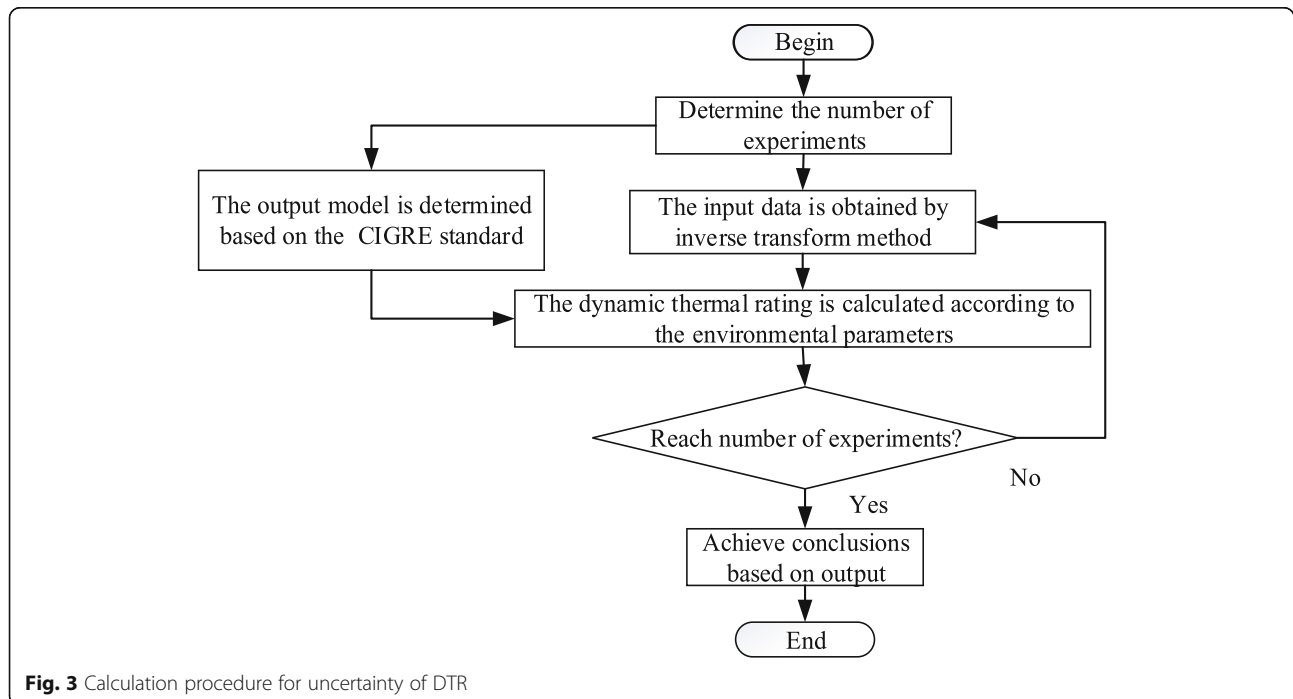 Begin
Determine the number of
experiments
The output model is determined
based on the CIGRE standard
The input data is obtained by
inverse transform method
The dynamic thermal rating is calculated according to
the environmental parameters
Reach number of experiments?
No
Yes
Achieve conclusions
based on output
End
Fig. 3 Calculation procedure for uncertainty of DTR